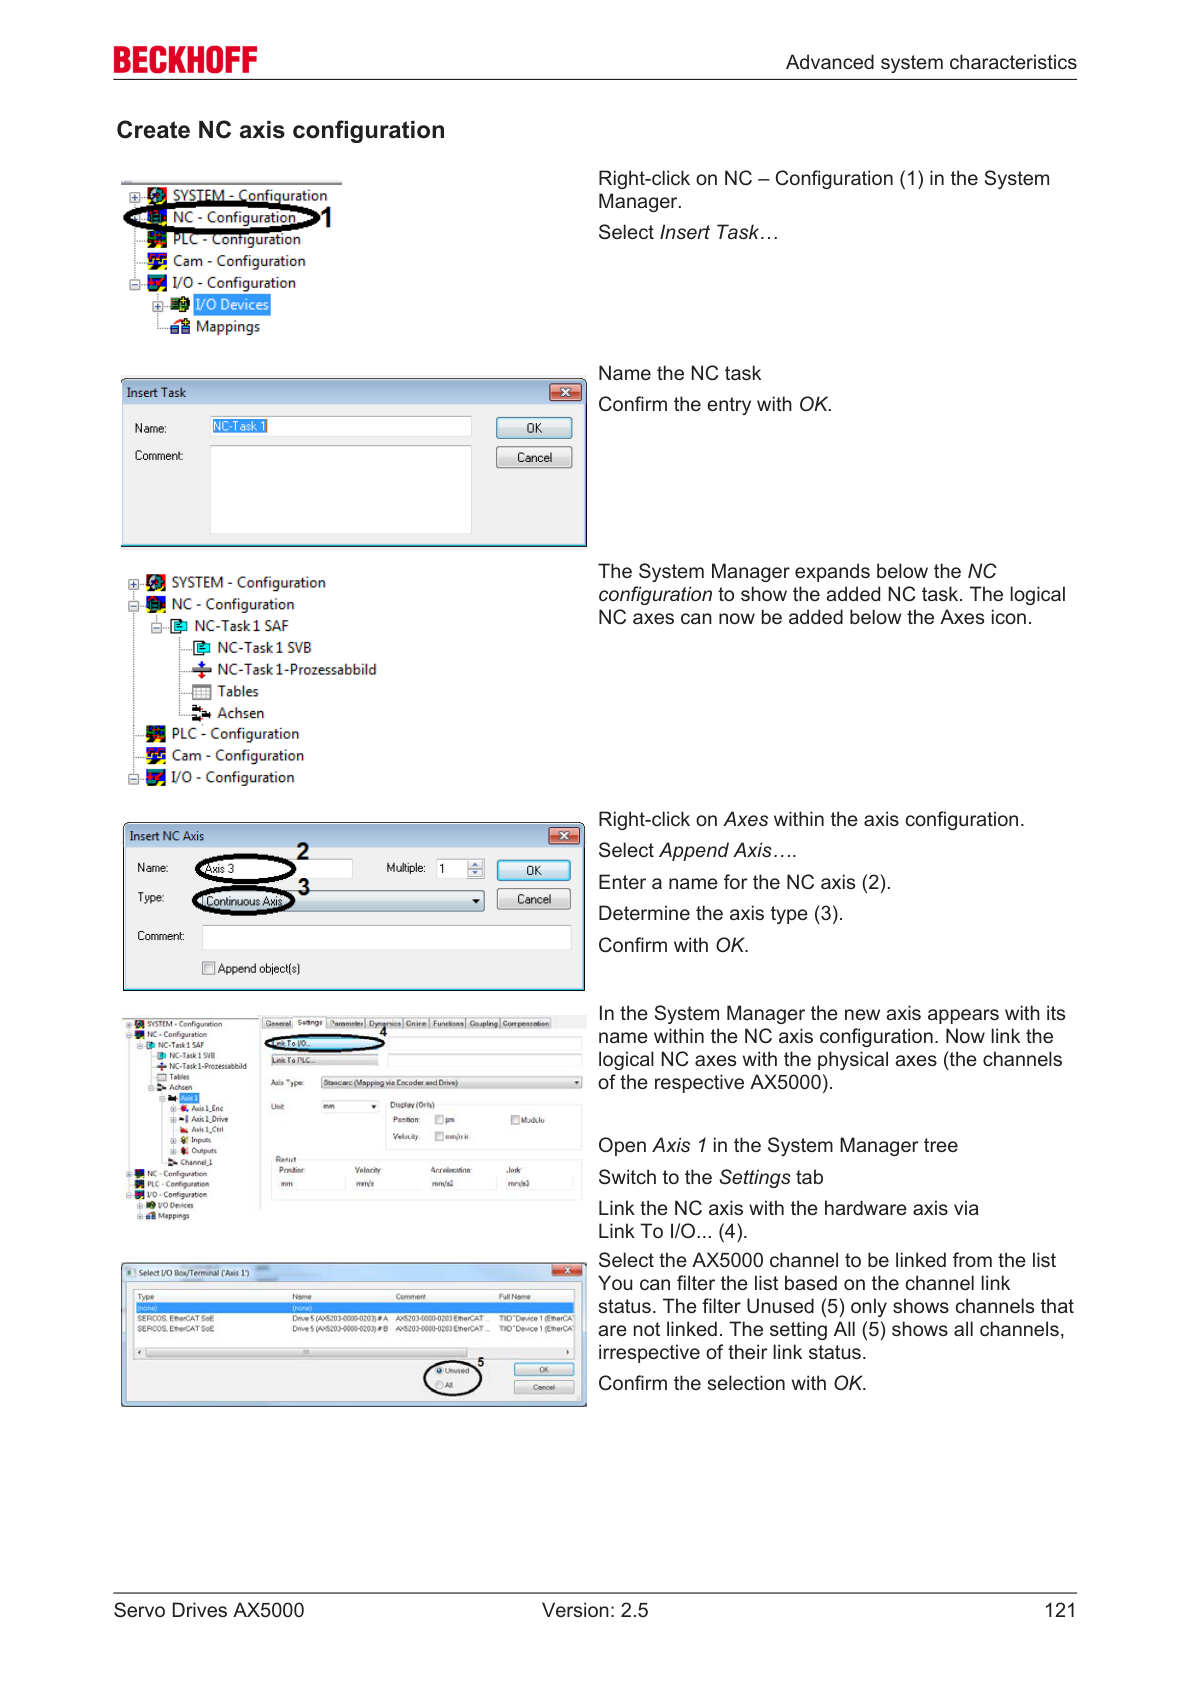 BECKHOFF
Advanced system characteristics
Create NC axis configuration
SYSTEM - Configuration
NC - Configuration
1
PLC - Configuration
Cam - Configuration
I/O - Configuration
I/O Devices
Mappings
Right-click on NC – Configuration (1) in the System
Manager.
Select Insert Task…
Insert Task
Name:
NC-Task 1
OK
Comment:
Cancel
Name the NC task
Confirm the entry with OK.
SYSTEM - Configuration
NC - Configuration
NC-Task 1 SAF
NC-Task 1 SVB
NC-Task 1-Prozessabbild
Tables
Achsen
PLC - Configuration
Cam - Configuration
I/O - Configuration
The System Manager expands below the NC
configuration to show the added NC task. The logical
NC axes can now be added below the Axes icon.
Insert NC Axis
2
Name:
Axis 3
Multiple:
1
OK
3
Type:
Continuous Axis
Cancel
Comment:
Append object(s)
Right-click on Axes within the axis configuration.
Select Append Axis….
Enter a name for the NC axis (2).
Determine the axis type (3).
Confirm with OK.
SYSTEM - Configuration
NC - Configuration
NC-Task 1 SAF
NC-Task 1 SVB
NC-Task 1-Prozessabbild
Tables
Achsen
Axis 1
Axis 1_Enc
Axis 1_Drive
Axis 1_Ctrl
Inputs
Outputs
Channel_1
NC - Configuration
PLC - Configuration
I/O - Configuration
I/O Devices
Mappings
General Settings Parameter Dynamics Online Functions Coupling Compensation
4
Link To I/O...
Link To PLC...
Axis Type: Standard (Mapping via Encoder and Drive)
Unit: mm
Display (Only)
Position: µm Modulo
Velocity: mm/min
Result
Position: Velocity: Acceleration: Jerk:
mm mm/s mm/s2 mm/s3
In the System Manager the new axis appears with its
name within the NC axis configuration. Now link the
logical NC axes with the physical axes (the channels
of the respective AX5000).
Open Axis 1 in the System Manager tree
Switch to the Settings tab
Link the NC axis with the hardware axis via
Link To I/O... (4).
Select I/O Box/Terminal ('Axis 1')
Type Name Comment Full Name
(none) (none)
SERCOS, EtherCAT SoE Drive 5 (AX5203-0000-0203) # A AX5203-0000-0203 EtherCAT ... TIID^Device 1 (EtherCA
SERCOS, EtherCAT SoE Drive 5 (AX5203-0000-0203) # B AX5203-0000-0203 EtherCAT ... TIID^Device 1 (EtherCA
5
Unused
All
OK
Cancel
Select the AX5000 channel to be linked from the list
You can filter the list based on the channel link
status. The filter Unused (5) only shows channels that
are not linked. The setting All (5) shows all channels,
irrespective of their link status.
Confirm the selection with OK.
Servo Drives AX5000
Version: 2.5
121